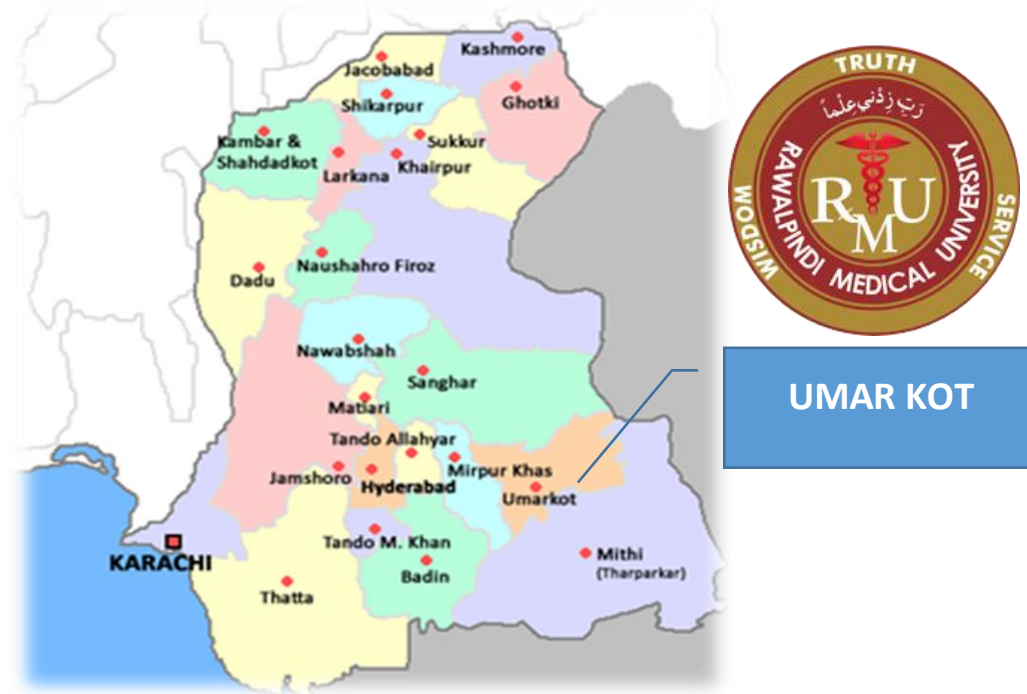 Kashmore
Jacobabad
Ghotki
Shikarpur
Kambar &
Shahdadkot
Sukkur
Larkana
Khairpur
Naushahro Firoz
Dadu
Nawabshah
Sanghar
Matiari
Tando Allahyar
Jamshoro
Hyderabad
Mirpur Khas
Umarkot
Tando M. Khan
KARACHI
Badin
Mithi
(Tharparkar)
Thatta
TRUTH
WISDOM
SERVICE
رَبِّ زِدْنِي عِلْماً
RAWALPINDI MEDICAL UNIVERSITY
RMU
UMAR KOT